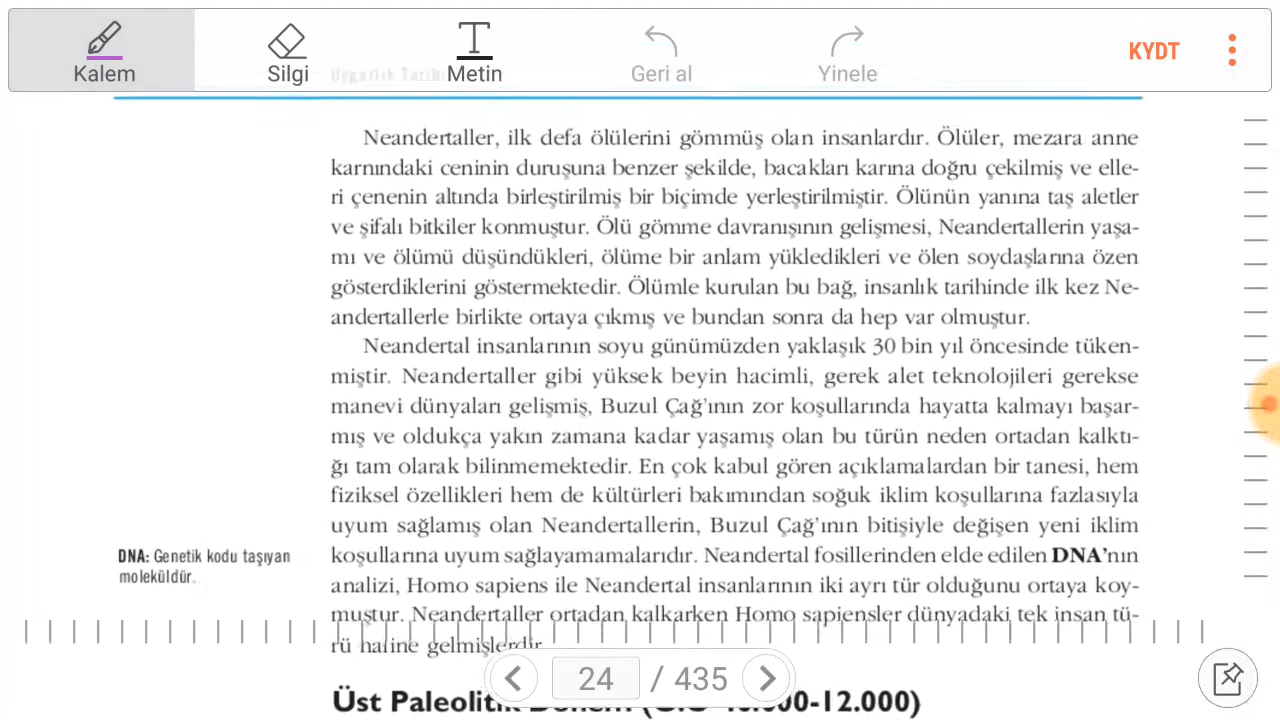 Kalem
Silgi
Metin
Geri al
Yinele
KYDT
Uygarlık Tarihi
Neandertaller, ilk defa ölülerini gömmüş olan insanlardır. Ölüler, mezara anne
karnındaki ceninin duruşuna benzer şekilde, bacakları karına doğru çekilmiş ve elle-
ri çenenin altında birleştirilmiş bir biçimde yerleştirilmiştir. Ölünün yanına taş aletler
ve şifalı bitkiler konmuştur. Ölü gömme davranışının gelişmesi, Neandertallerin yaşa-
mı ve ölümü düşündükleri, ölüme bir anlam yükledikleri ve ölen soydaşlarına özen
gösterdiklerini göstermektedir. Ölümle kurulan bu bağ, insanlık tarihinde ilk kez Ne-
andertallerle birlikte ortaya çıkmış ve bundan sonra da hep var olmuştur.
Neandertal insanlarının soyu günümüzden yaklaşık 30 bin yıl öncesinde tüken-
miştir. Neandertaller gibi yüksek beyin hacimli, gerek alet teknolojileri gerekse
manevi dünyaları gelişmiş, Buzul Çağ'ının zor koşullarında hayatta kalmayı başar-
mış ve oldukça yakın zamana kadar yaşamış olan bu türün neden ortadan kalktı-
ğı tam olarak bilinmemektedir. En çok kabul gören açıklamalardan bir tanesi, hem
fiziksel özellikleri hem de kültürleri bakımından soğuk iklim koşullarına fazlasıyla
uyum sağlamış olan Neandertallerin, Buzul Çağ'ının bitişiyle değişen yeni iklim
koşullarına uyum sağlayamamalarıdır. Neandertal fosillerinden elde edilen DNA'nın
analizi, Homo sapiens ile Neandertal insanlarının iki ayrı tür olduğunu ortaya koy-
muştur. Neandertaller ortadan kalkarken Homo sapiensler dünyadaki tek insan tü-
rü haline gelmişlerdir.
DNA: Genetik kodu taşıyan
moleküldür.
24 / 435
Üst Paleolitik Dönem 000-12.000)